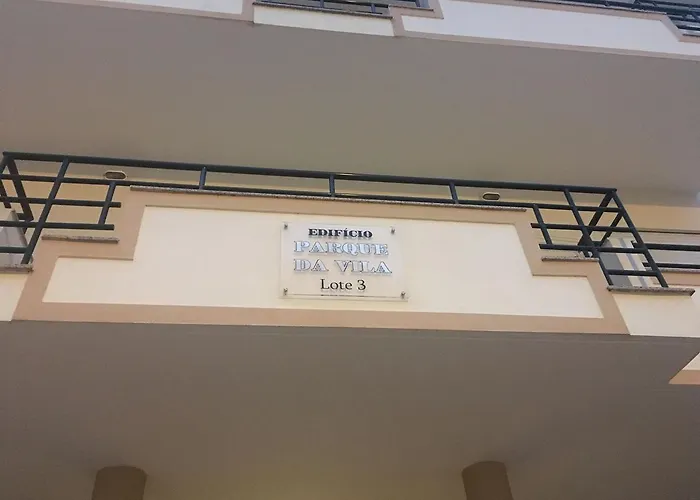 EDIFÍCIO
PARQUE
DA VILA
Lote 3